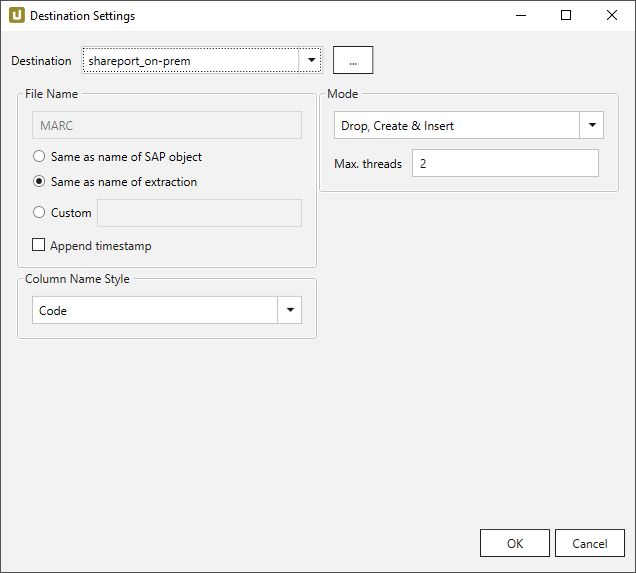 Destination Settings
Destination
shareport_on-prem
...
File Name
MARC
Same as name of SAP object
Same as name of extraction
Custom
Append timestamp
Column Name Style
Code
Mode
Drop, Create & Insert
Max. threads
2
OK
Cancel